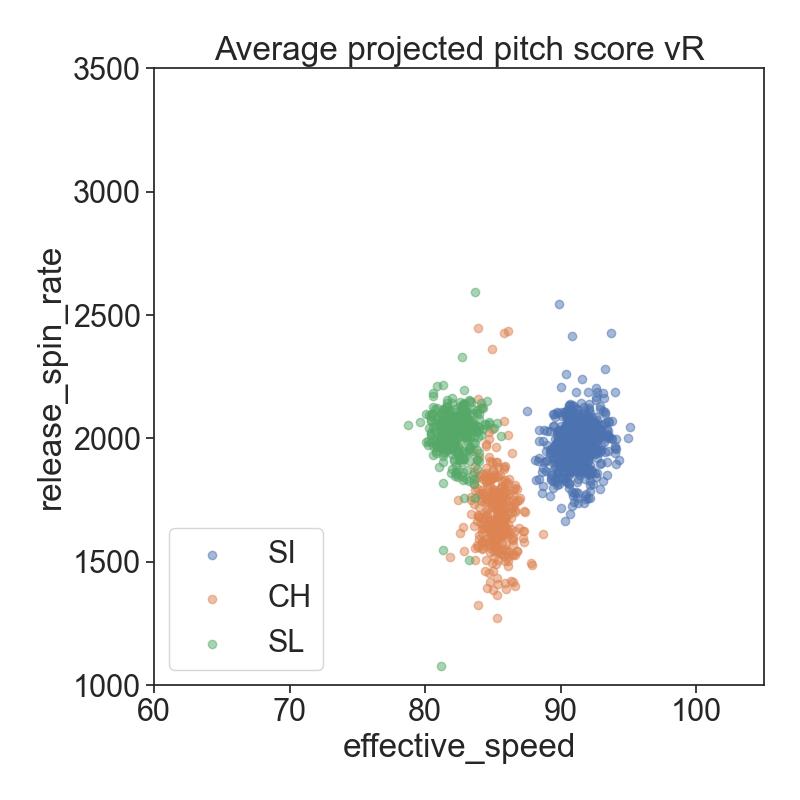 Average projected pitch score vR
3500
3000
2500
2000
1500
1000
release_spin_rate
SI
CH
SL
60
70
80
90
100
effective_speed